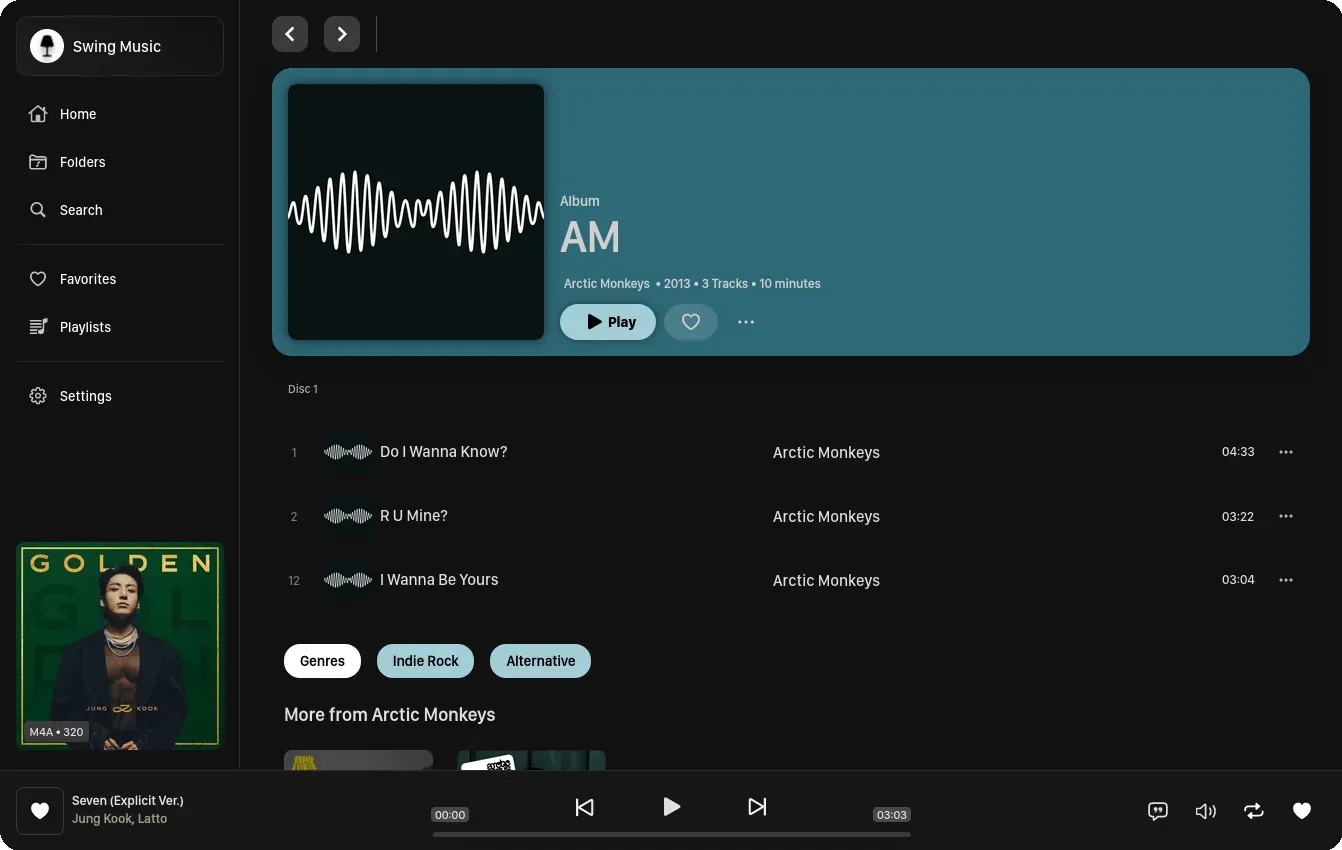 Swing Music
Home
Folders
Search
Favorites
Playlists
Settings
GOLDEN
GOL
D N
JUNG KOOK
M4A • 320
Album
AM
Arctic Monkeys • 2013 • 3 Tracks • 10 minutes
Play
Disc 1
1 Do I Wanna Know? Arctic Monkeys 04:33
2 R U Mine? Arctic Monkeys 03:22
12 I Wanna Be Yours Arctic Monkeys 03:04
Genres Indie Rock Alternative
More from Arctic Monkeys
Seven (Explicit Ver.)
Jung Kook, Latto
00:00
03:03